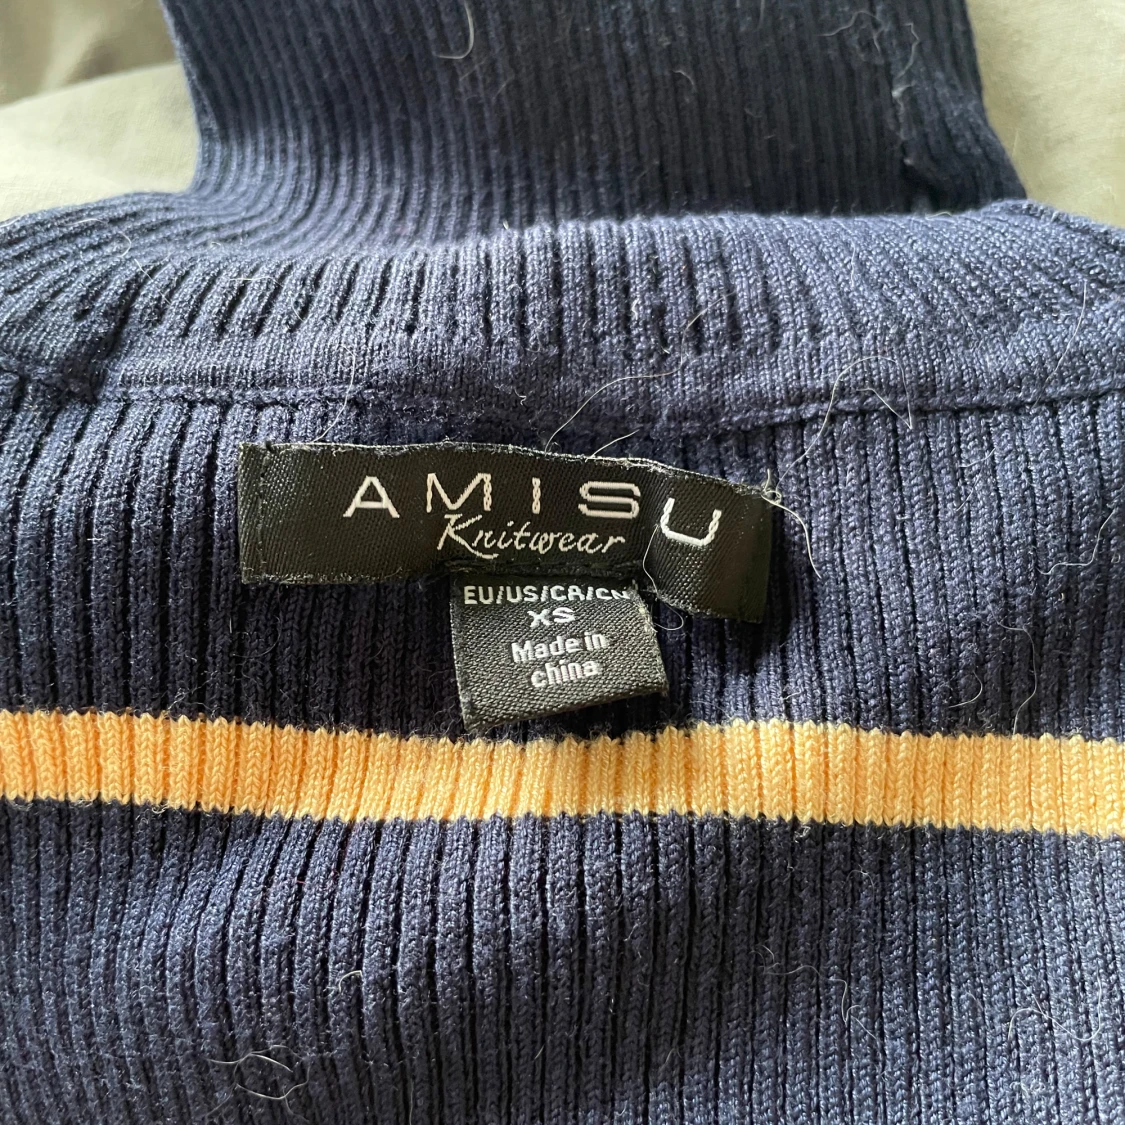 AMISU
Knitwear
EU/US/CA/CN
XS
Made in
china